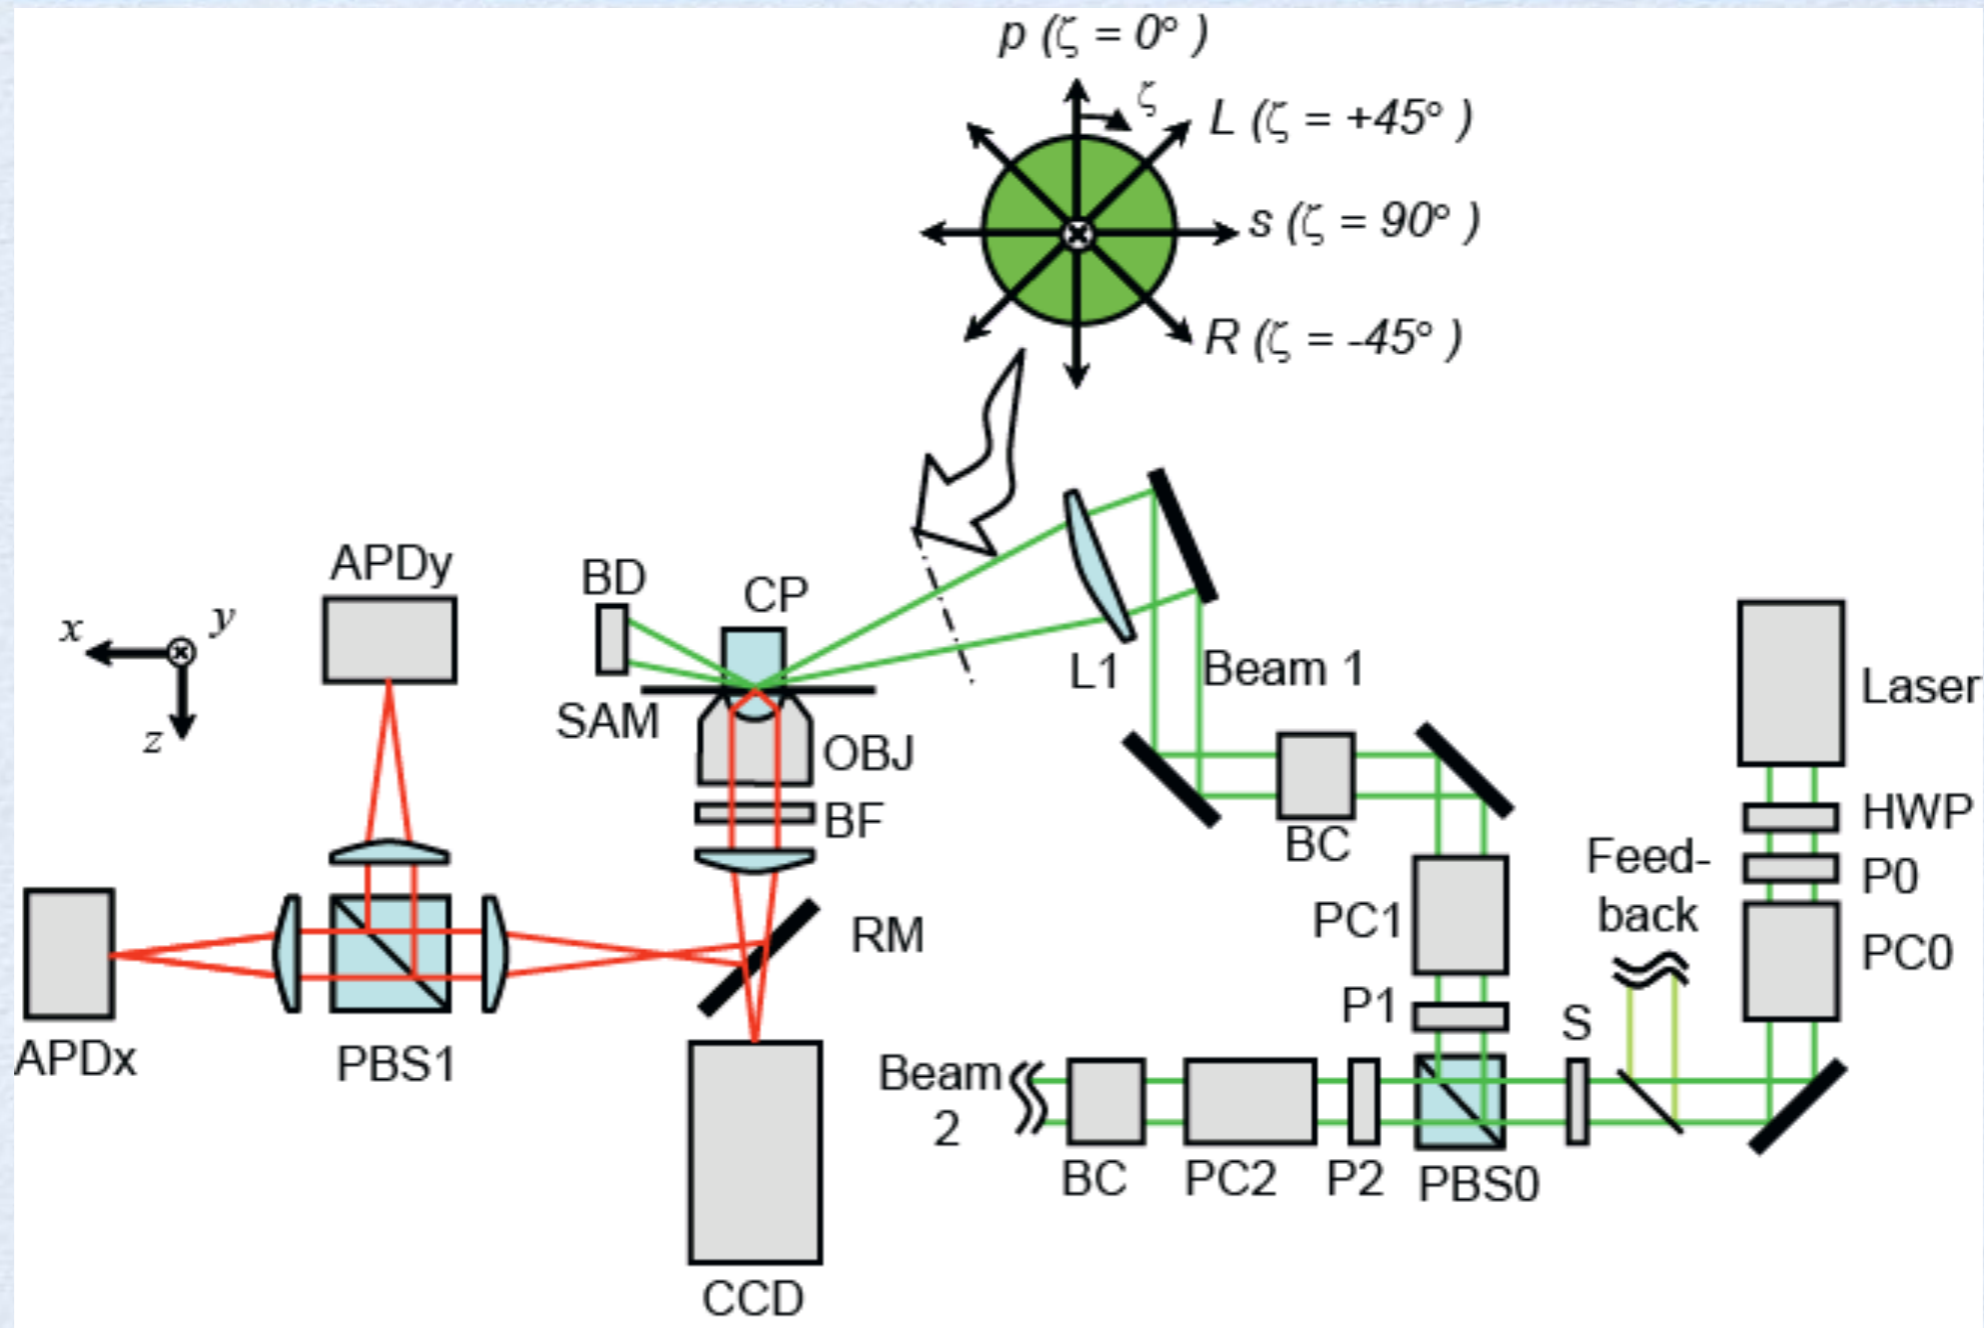 p (ζ = 0° )
ζ
L (ζ = +45° )
s (ζ = 90° )
R (ζ = -45° )
APDy
BD
CP
x
y
z
SAM
OBJ
L1
Beam 1
Laser
BF
BC
HWP
Feed-
back
P0
RM
PC1
PC0
P1
S
APDx
PBS1
Beam
2
BC
PC2
P2
PBS0
CCD